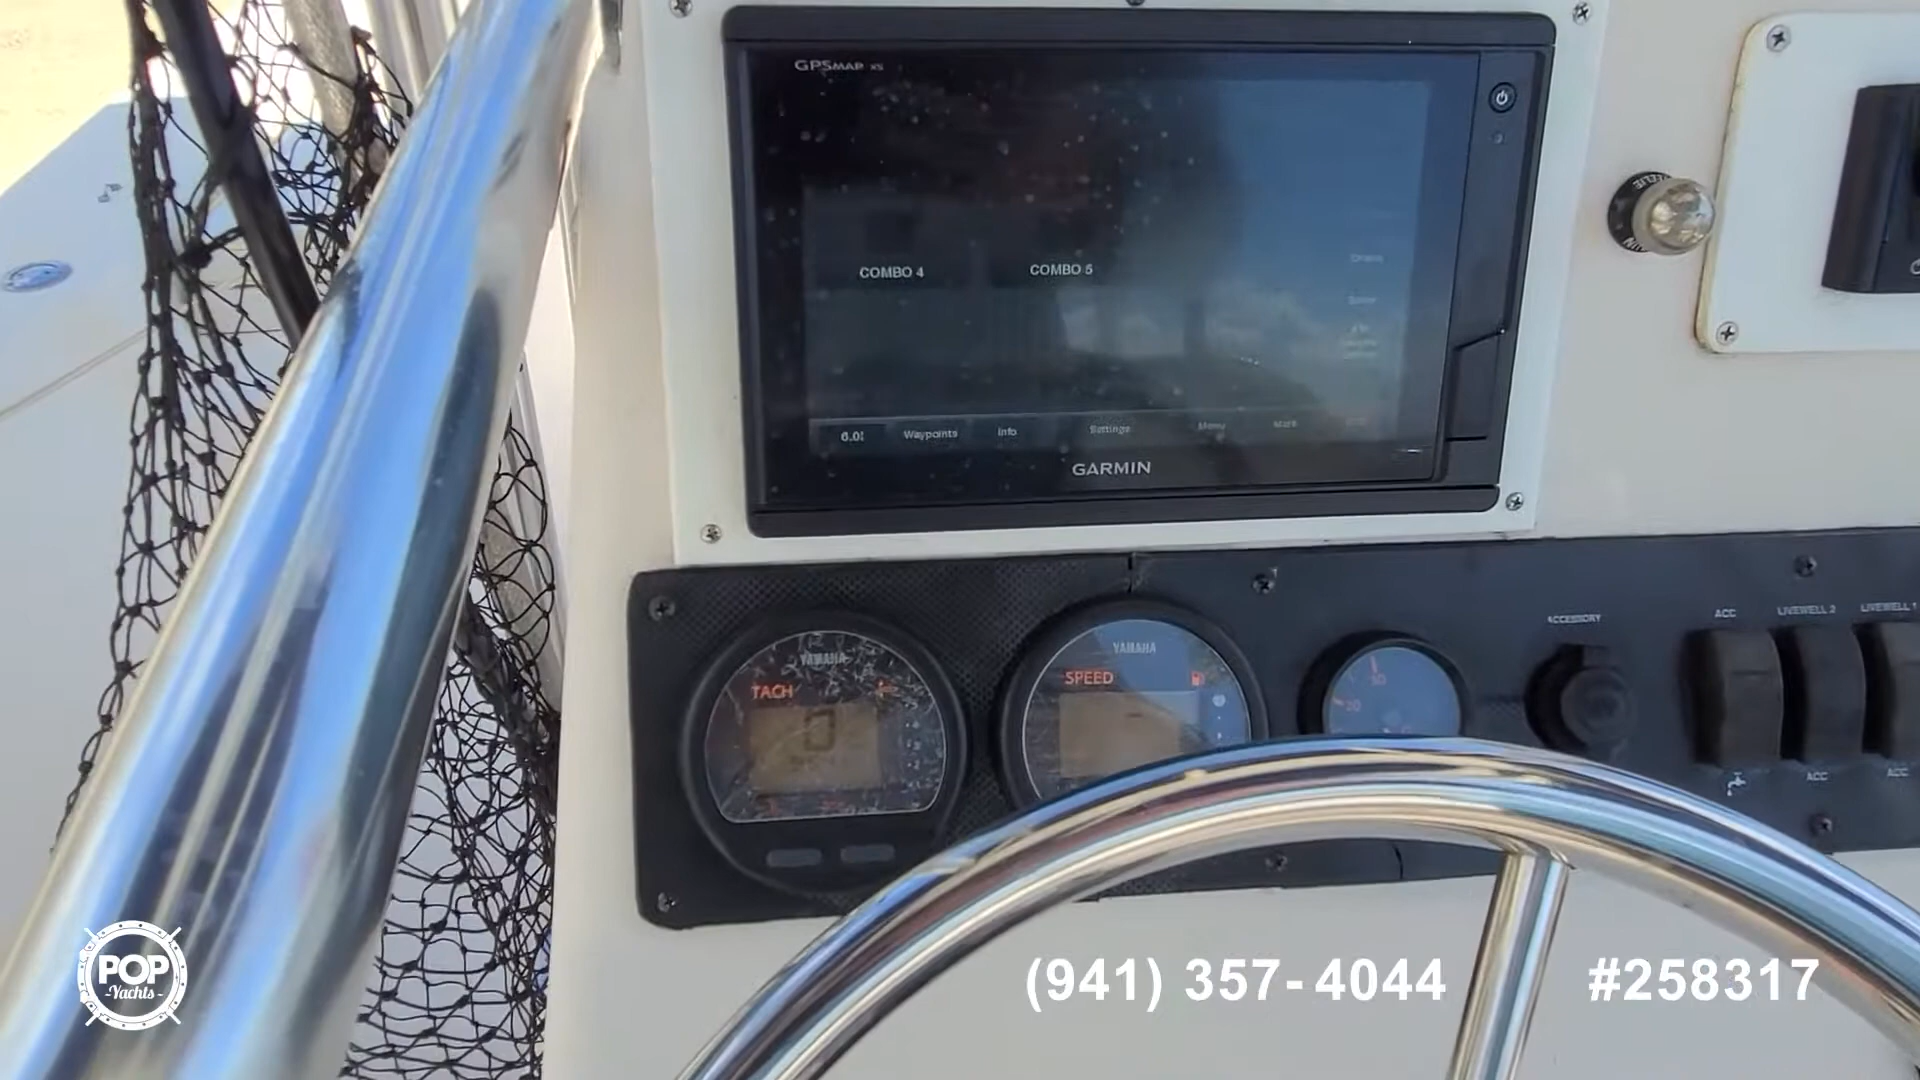 GPSMAP XS
COMBO 4
COMBO 5
Waypoints
Info
Settings
Menu
Mark
GARMIN
YAMAHA
TACH
0
YAMAHA
SPEED
ACCESSORY
ACC
LIVEWELL 2
LIVEWELL 1
ACC
ACC
POP
-Yachts-
(941) 357-4044
#258317